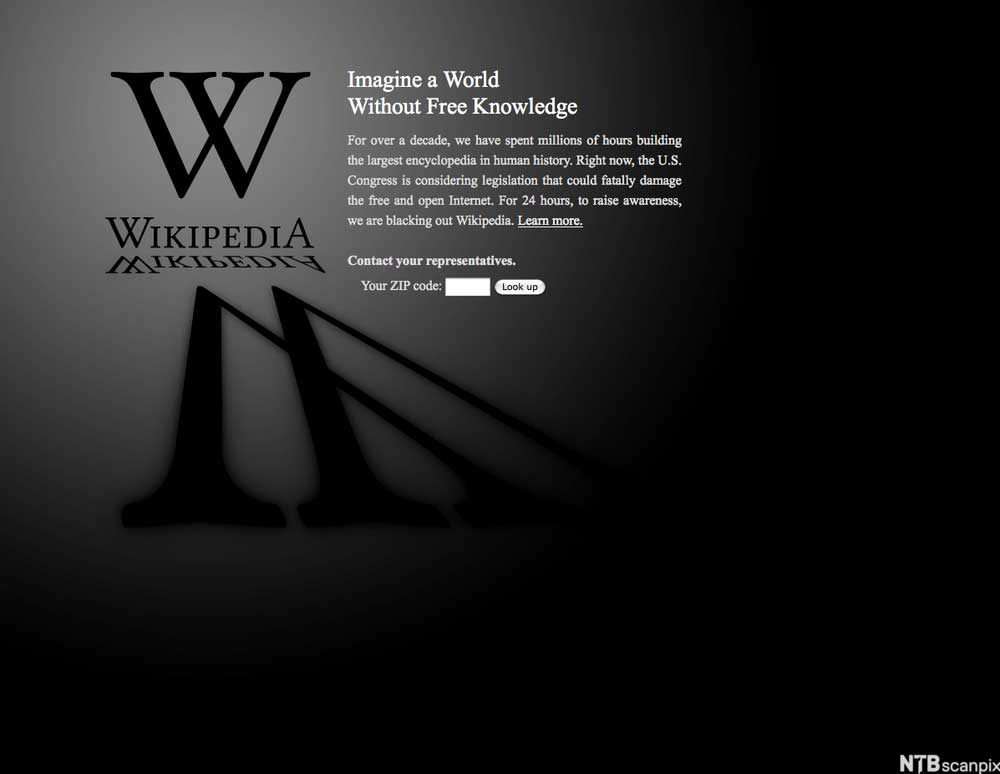 W
WIKIPEDIA
WIKIPEDIA
Imagine a World
Without Free Knowledge
For over a decade, we have spent millions of hours building
the largest encyclopedia in human history. Right now, the U.S.
Congress is considering legislation that could fatally damage
the free and open Internet. For 24 hours, to raise awareness,
we are blacking out Wikipedia. Learn more.
Contact your representatives.
Your ZIP code: Look up
NTB scanpix